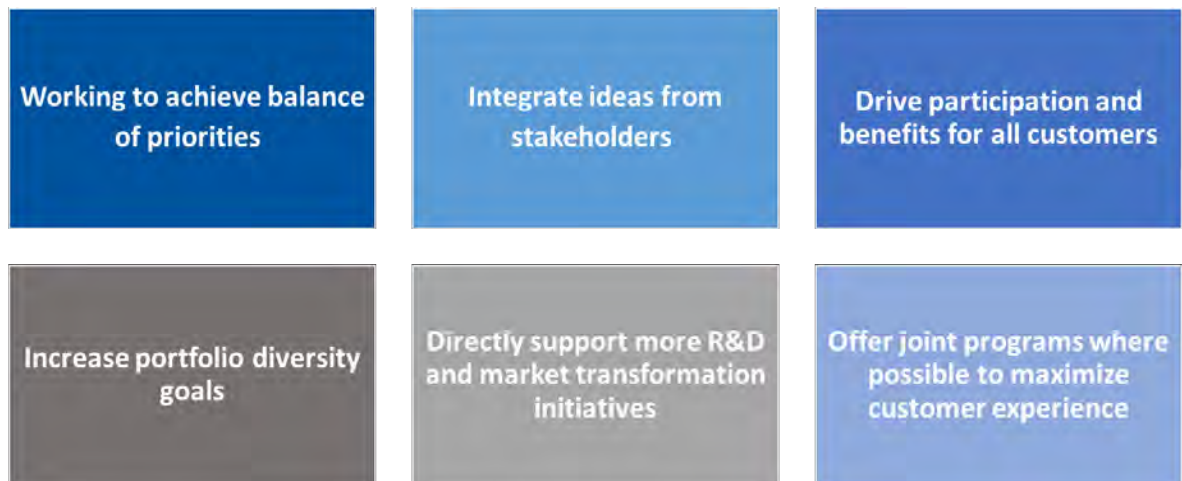 Working to achieve balance
of priorities
Integrate ideas from
stakeholders
Drive participation and
benefits for all customers
Increase portfolio diversity
goals
Directly support more R&D
and market transformation
initiatives
Offer joint programs where
possible to maximize
customer experience